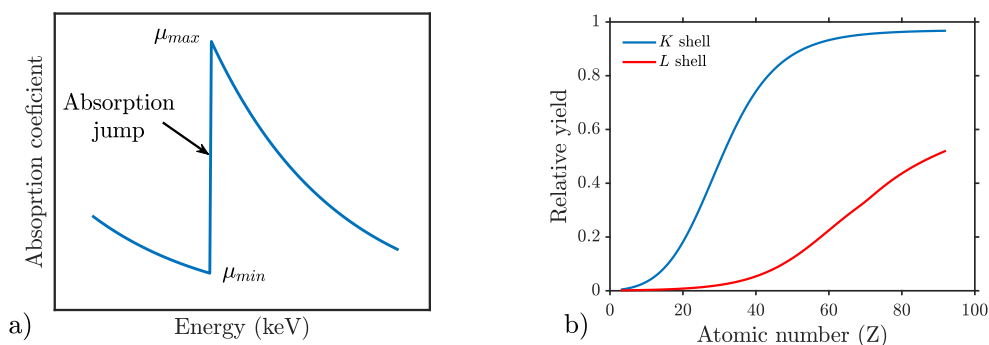 μmax
Absorption
jump
μmin
Absoprtion coeficient
Energy (keV)
a)
1
0.8
0.6
0.4
0.2
0
K shell
L shell
Relative yield
0 20 40 60 80 100
Atomic number (Z)
b)